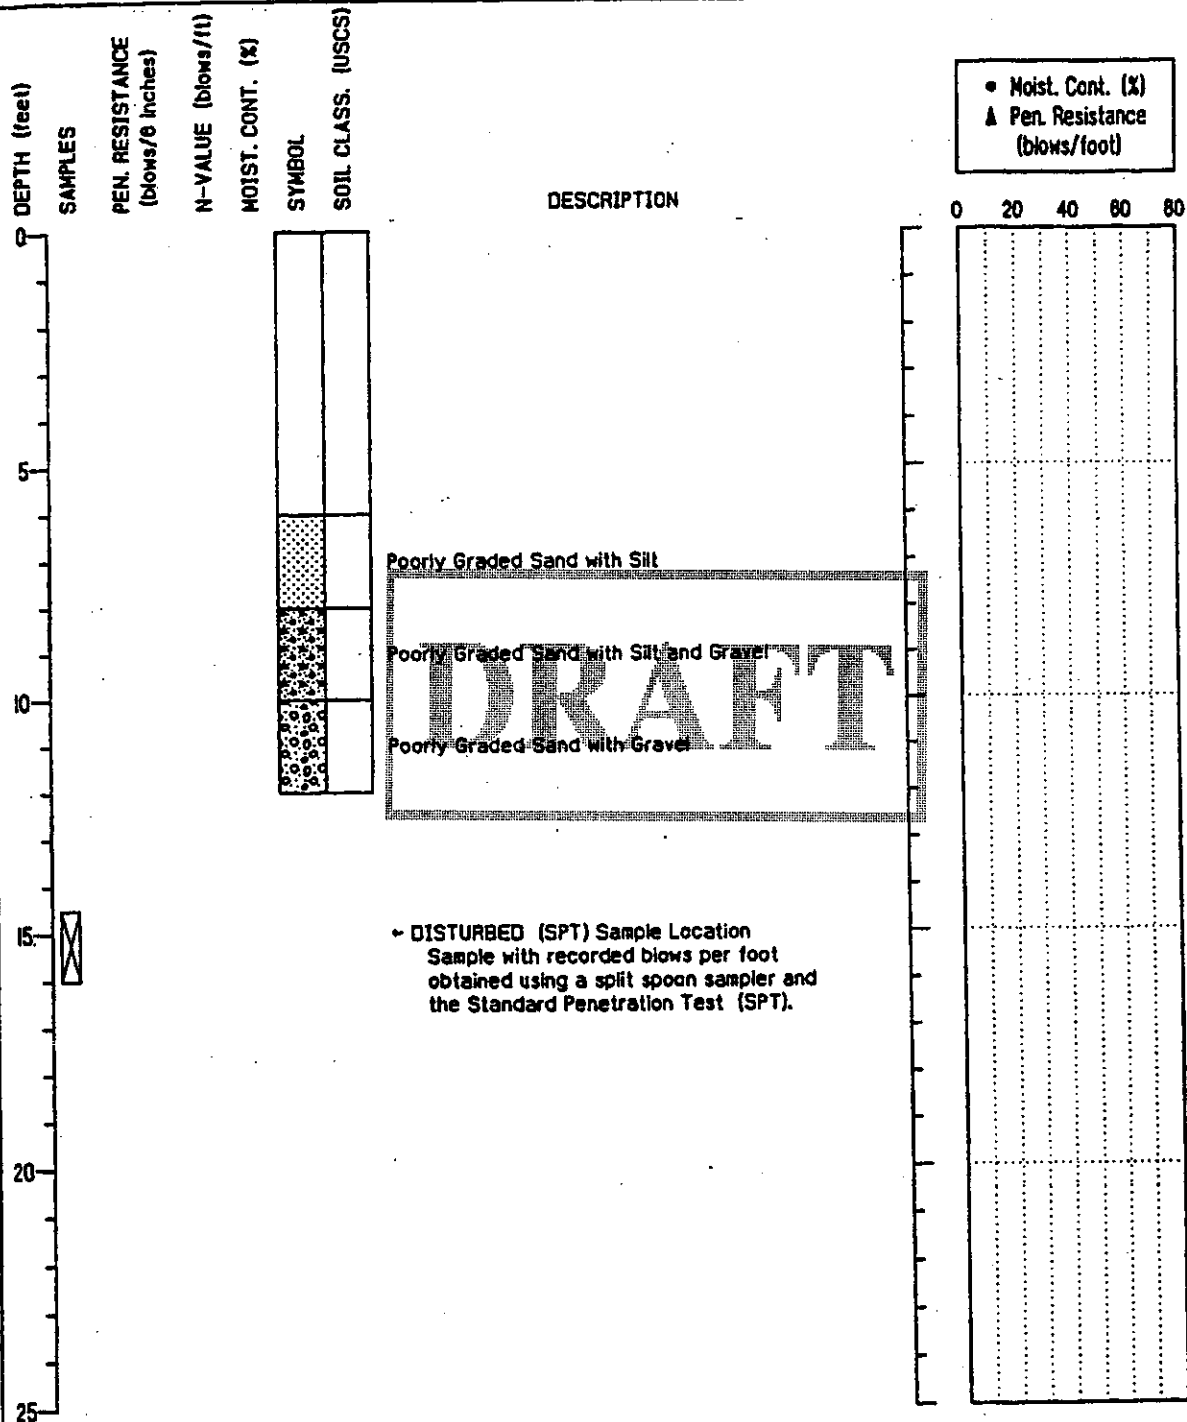 DEPTH (feet)
SAMPLES
PEN. RESISTANCE
(blows/6 inches)
N-VALUE (blows/ft)
MOIST. CONT. (%)
SYMBOL
SOIL CLASS. (USCS)
DESCRIPTION
● Moist. Cont. (%)
▲ Pen. Resistance
(blows/foot)
0 20 40 60 80
0
5
Poorly Graded Sand with Silt
DRAFT
Poorly Graded Sand with Silt and Gravel
10
Poorly Graded Sand with Gravel
15
← DISTURBED (SPT) Sample Location
Sample with recorded blows per foot
obtained using a split spoon sampler and
the Standard Penetration Test (SPT).
20
25